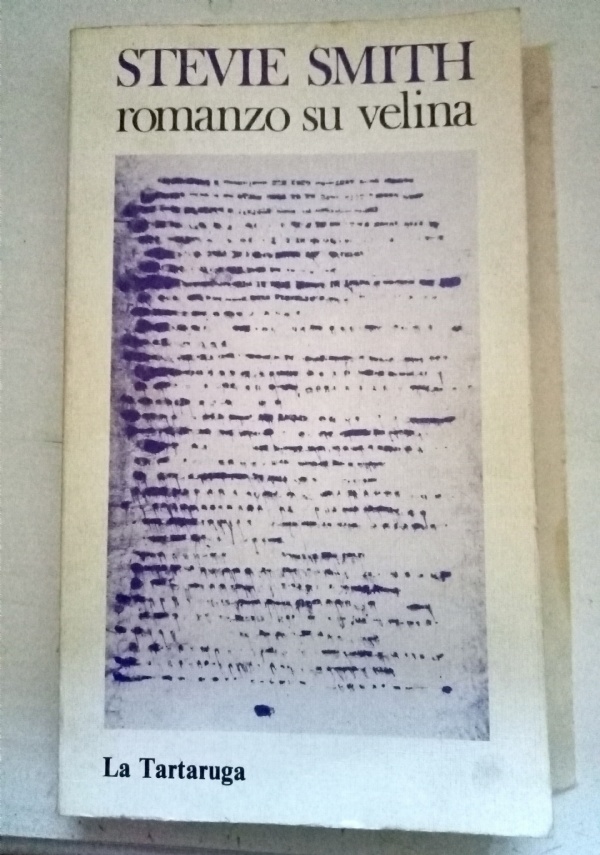 STEVIE SMITH
romanzo su velina
La Tartaruga